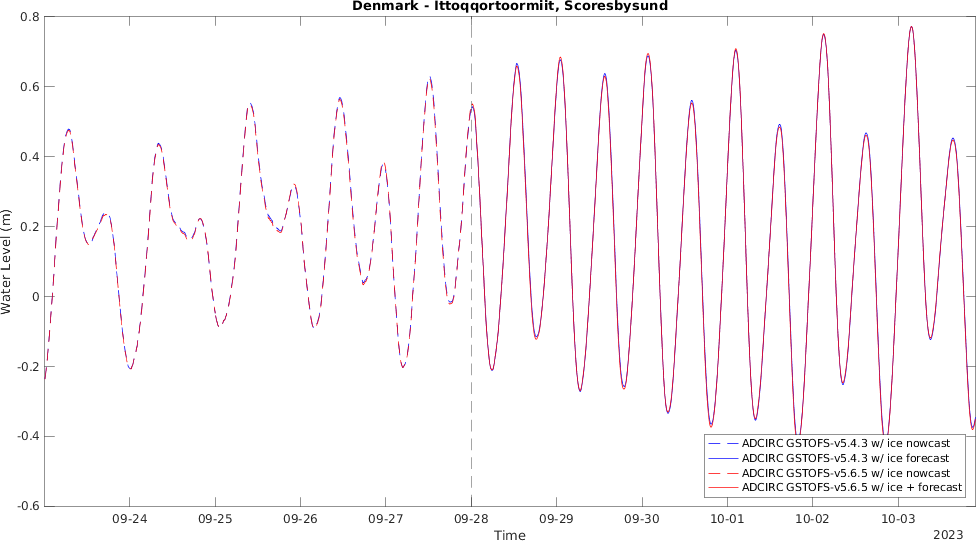 Denmark - Ittoqqortoormiit, Scoresbysund
0.8
0.6
0.4
0.2
0
-0.2
-0.4
-0.6
Water Level (m)
ADCIRC GSTOFS-v5.4.3 w/ ice nowcast
ADCIRC GSTOFS-v5.4.3 w/ ice forecast
ADCIRC GSTOFS-v5.6.5 w/ ice nowcast
ADCIRC GSTOFS-v5.6.5 w/ ice + forecast
09-24 09-25 09-26 09-27 09-28 09-29 09-30 10-01 10-02 10-03
Time
2023